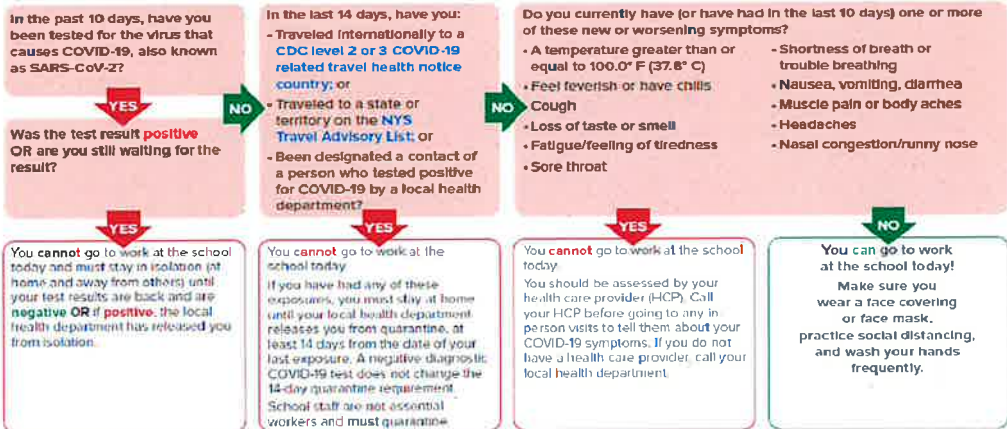 In the past 10 days, have you
been tested for the virus that
causes COVID-19, also known
as SARS-CoV-2?
YES
Was the test result positive
OR are you still waiting for the
result?
YES
You cannot go to work at the school
today and must stay in isolation (at
home and away from others) until
your test results are back and are
negative OR if positive, the local
health department has released you
from isolation.
NO
In the last 14 days, have you:
- Traveled internationally to a
CDC level 2 or 3 COVID-19
related travel health notice
country; or
- Traveled to a state or
territory on the NYS
Travel Advisory List; or
- Been designated a contact of
a person who tested positive
for COVID-19 by a local health
department?
YES
You cannot go to work at the
school today
If you have had any of these
exposures, you must stay at home
until your local health department
releases you from quarantine, at
least 14 days from the date of your
last exposure. A negative diagnostic
COVID-19 test does not change the
14-day quarantine requirement.
School staff are not essential
workers and must quarantine
NO
Do you currently have (or have had in the last 10 days) one or more
of these new or worsening symptoms?
• A temperature greater than or
equal to 100.0° F (37.8° C)
• Feel feverish or have chills
• Cough
• Loss of taste or smell
• Fatigue/feeling of tiredness
• Sore throat
• Shortness of breath or
trouble breathing
• Nausea, vomiting, diarrhea
• Muscle pain or body aches
• Headaches
• Nasal congestion/runny nose
YES
You cannot go to work at the school
today
You should be assessed by your
health care provider (HCP). Call
your HCP before going to any in-
person visits to tell them about your
COVID-19 symptoms. If you do not
have a health care provider, call your
local health department.
NO
You can go to work
at the school today!
Make sure you
wear a face covering
or face mask,
practice social distancing,
and wash your hands
frequently.